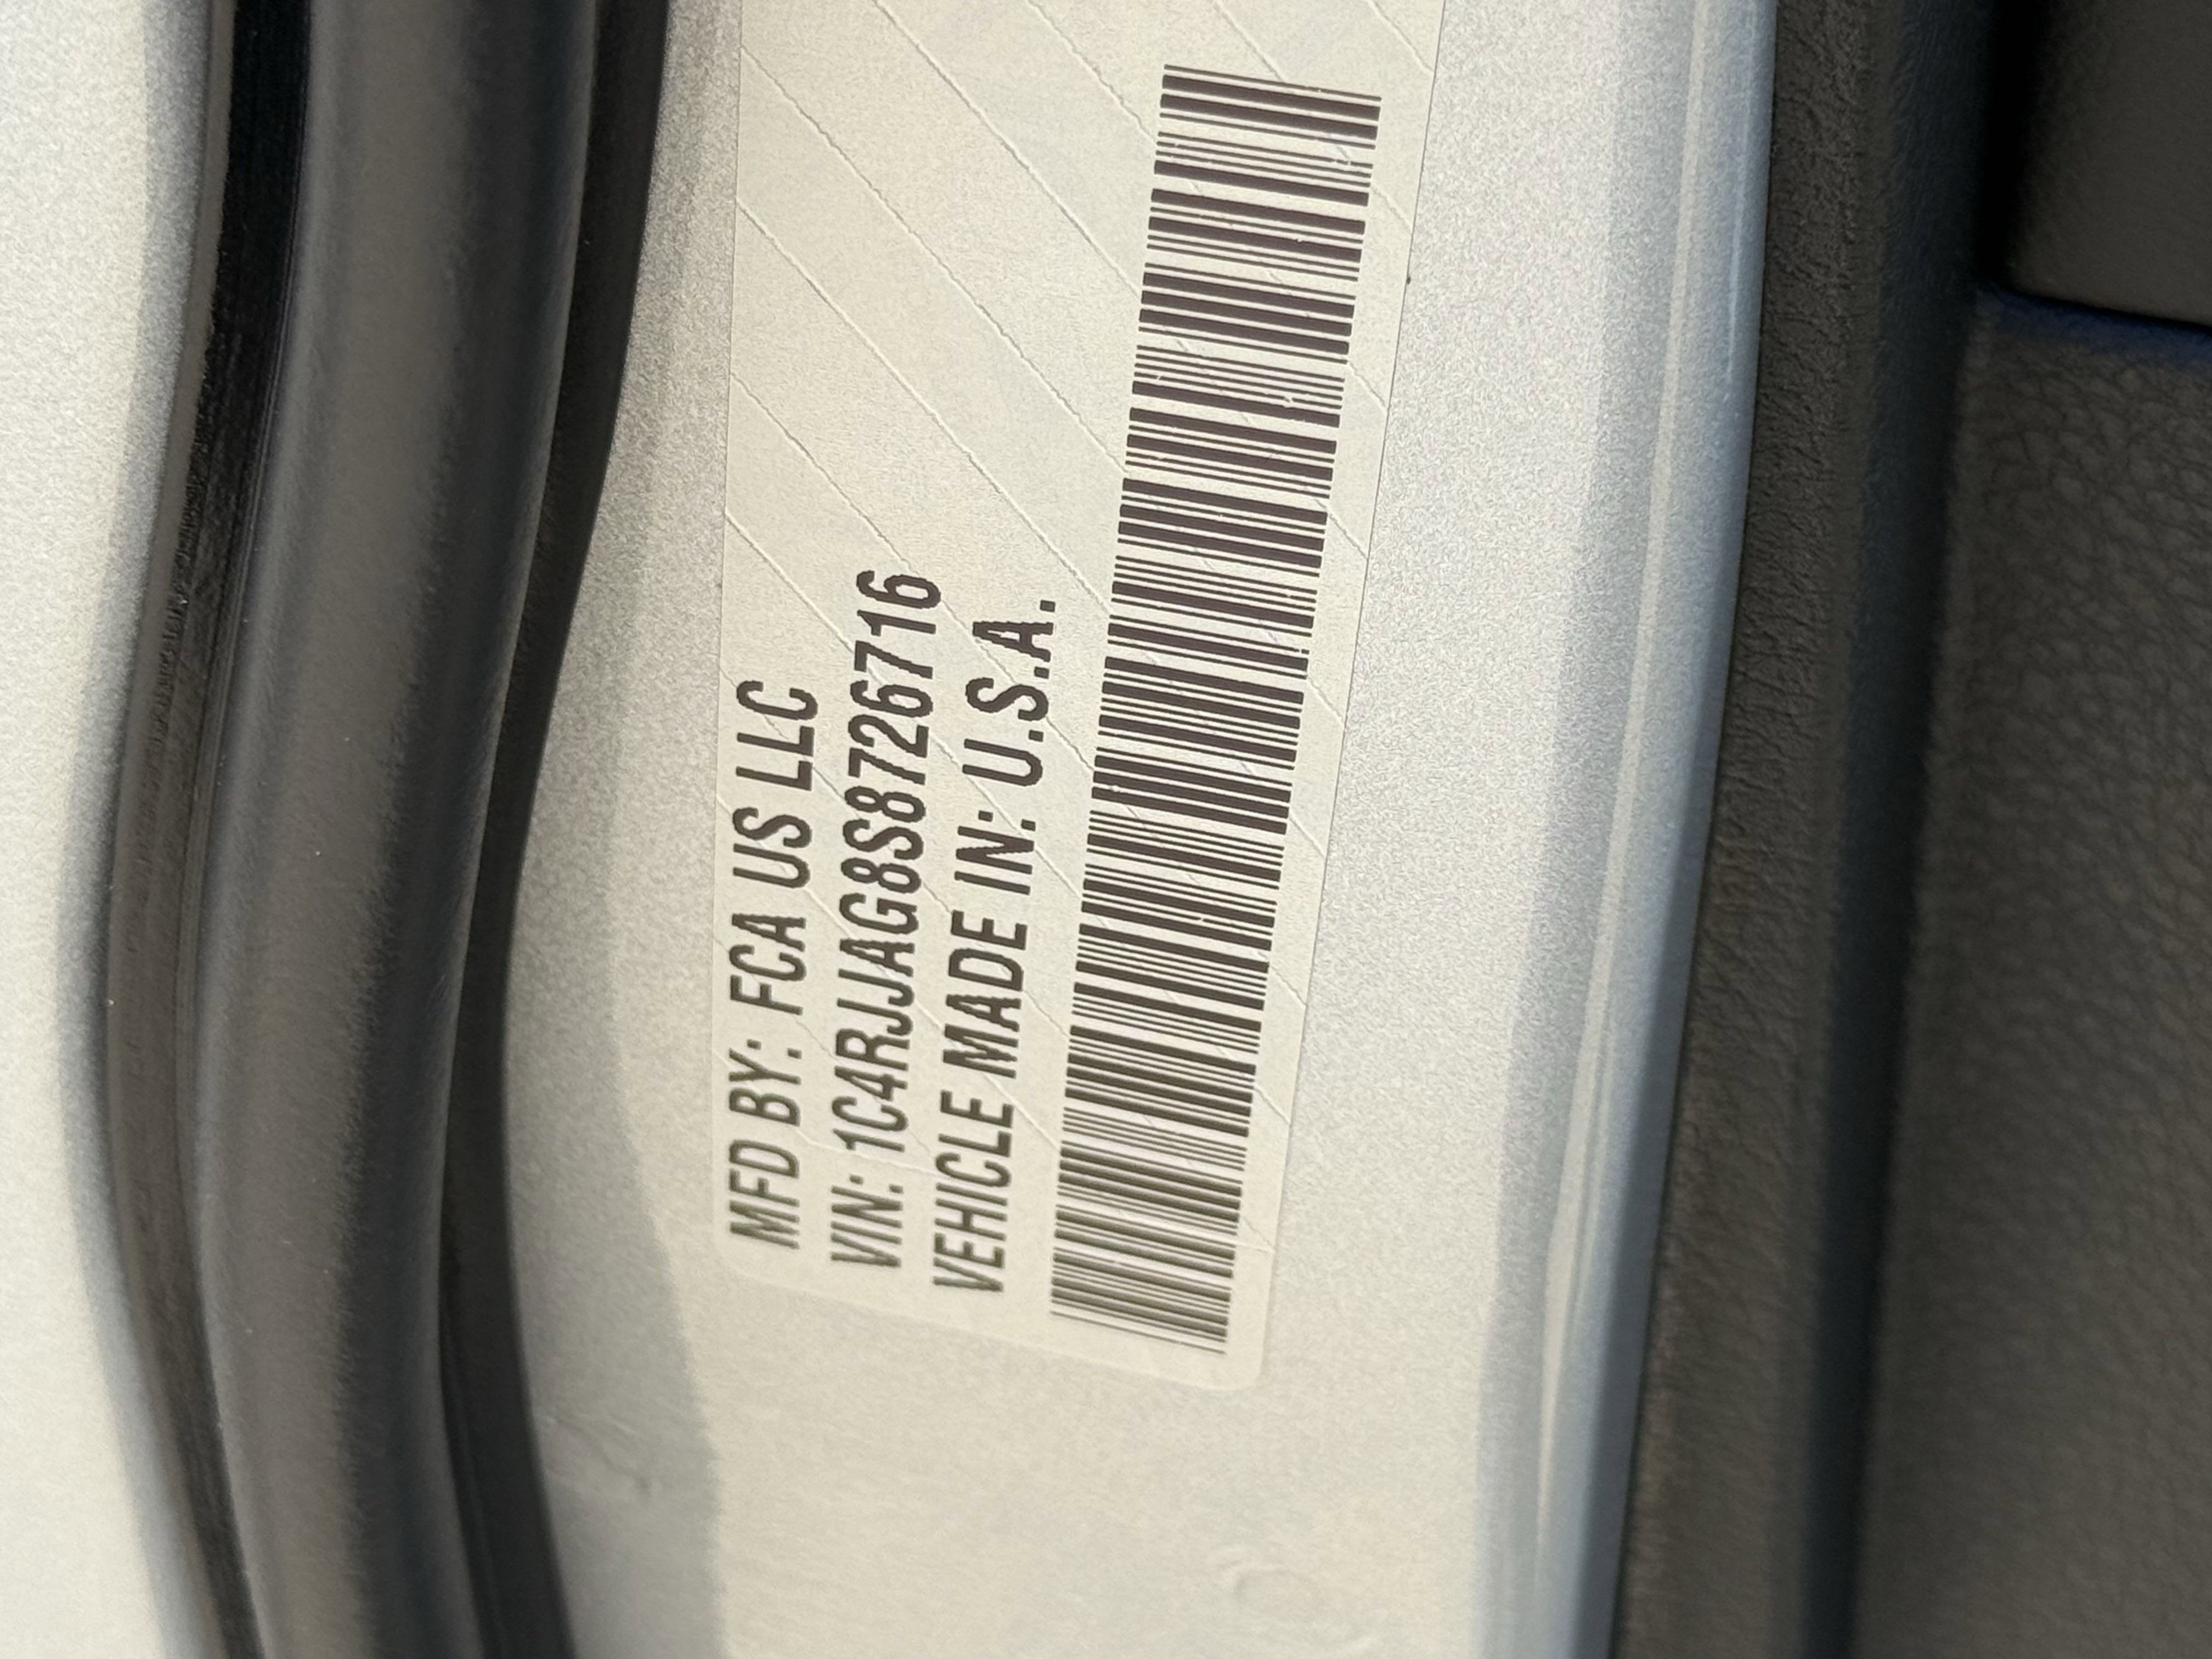 MFD BY: FCA US LLC
VIN: 1C4RJJAG8S8726716
VEHICLE MADE IN: U.S.A.